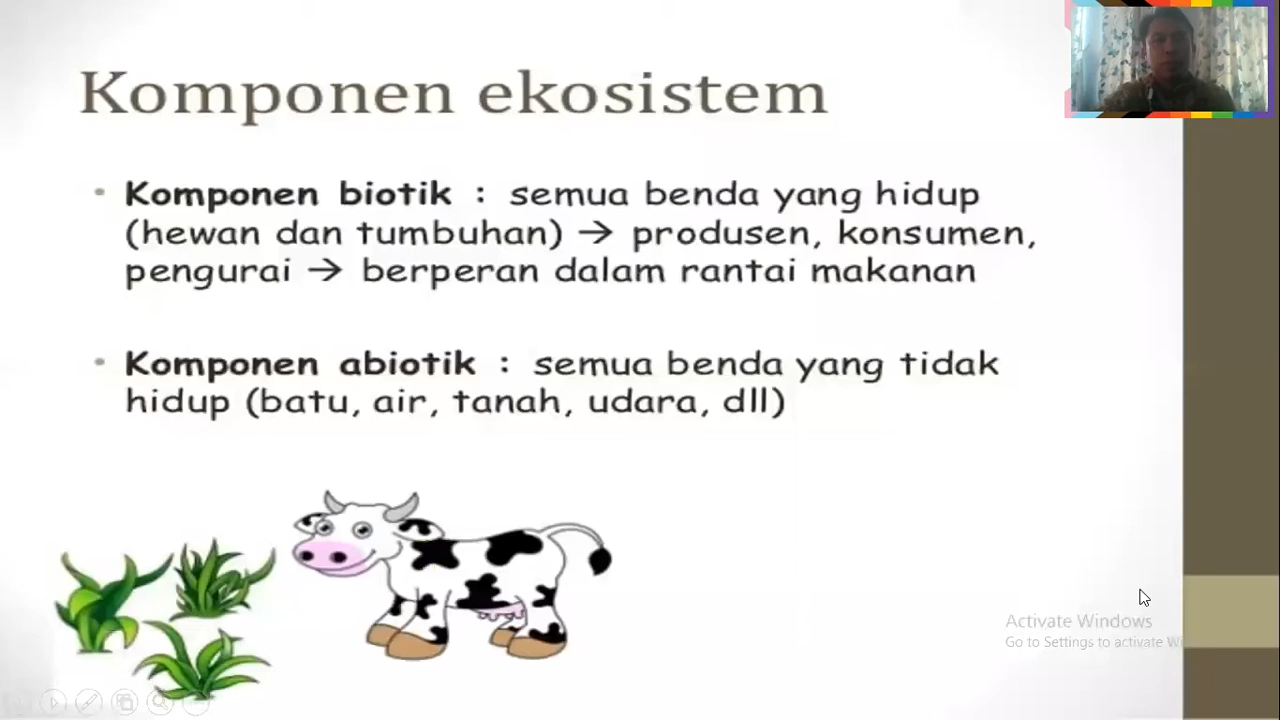 Komponen ekosistem
Komponen biotik : semua benda yang hidup
(hewan dan tumbuhan) → produsen, konsumen,
pengurai → berperan dalam rantai makanan
Komponen abiotik : semua benda yang tidak
hidup (batu, air, tanah, udara, dll)
Activate Windows
Go to Settings to activate